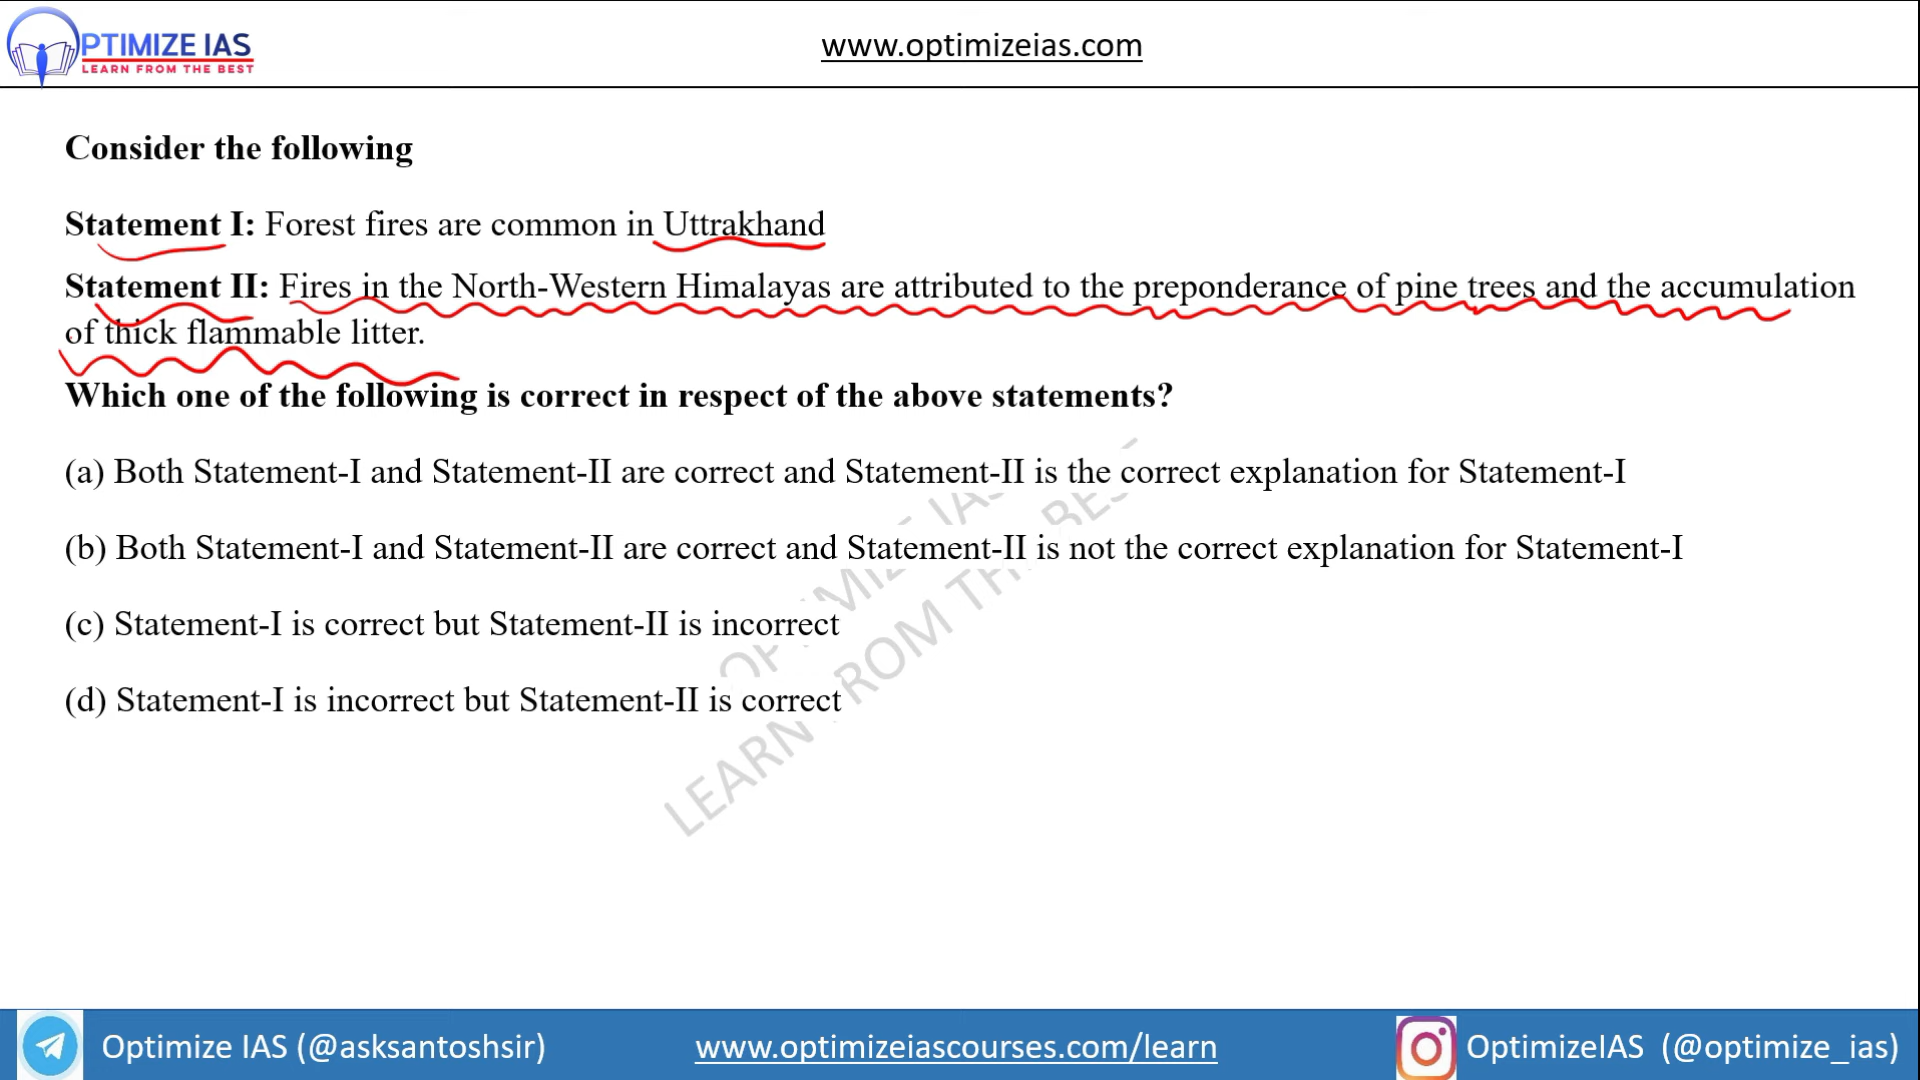 PTIMIZE IAS
LEARN FROM THE BEST
www.optimizeias.com
Consider the following
Statement I: Forest fires are common in Uttrakhand
Statement II: Fires in the North-Western Himalayas are attributed to the preponderance of pine trees and the accumulation
of thick flammable litter.
Which one of the following is correct in respect of the above statements?
(a) Both Statement-I and Statement-II are correct and Statement-II is the correct explanation for Statement-I
(b) Both Statement-I and Statement-II are correct and Statement-II is not the correct explanation for Statement-I
(c) Statement-I is correct but Statement-II is incorrect
(d) Statement-I is incorrect but Statement-II is correct
Optimize IAS (@asksantoshsir)
www.optimizeiascourses.com/learn
OptimizeIAS (@optimize_ias)